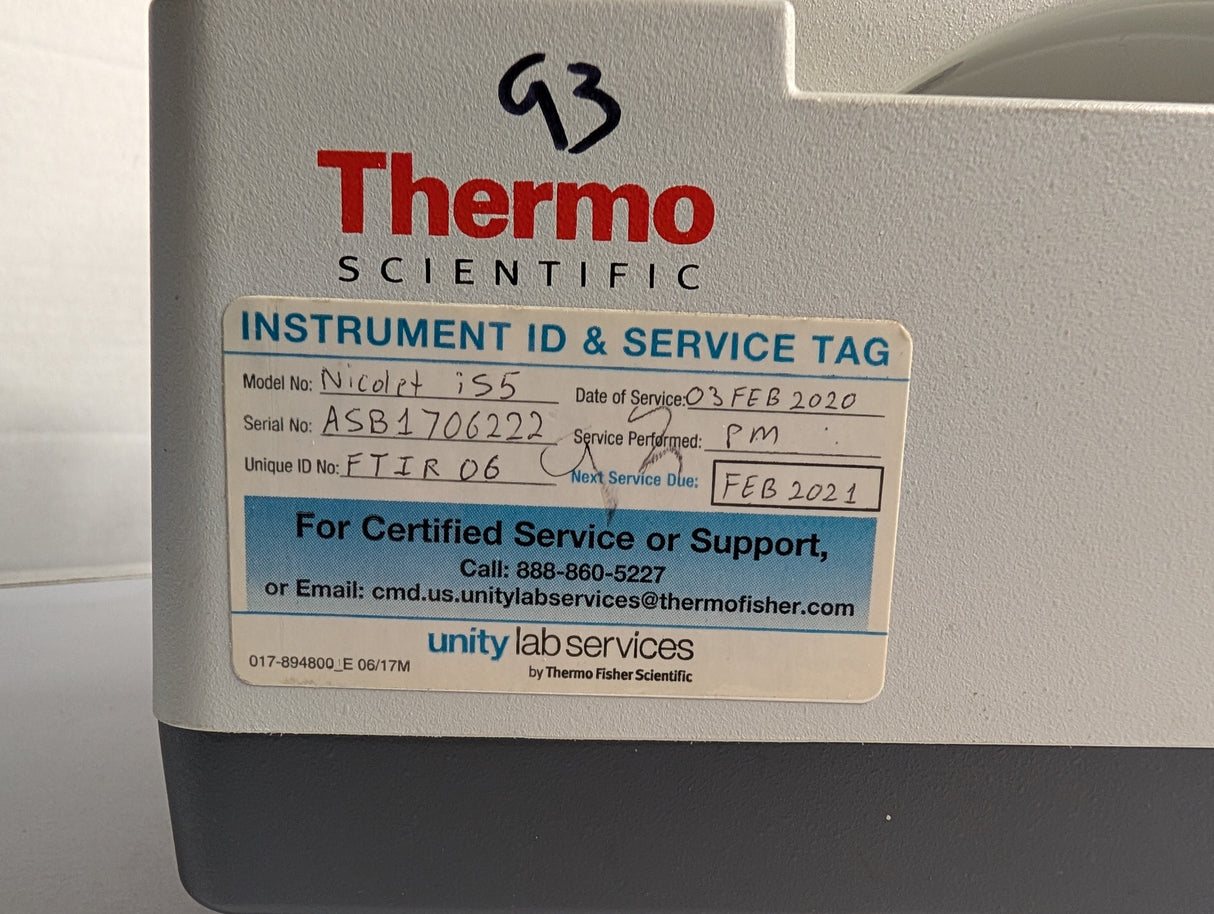 93
Thermo
SCIENTIFIC
INSTRUMENT ID & SERVICE TAG
Model No: Nicolet iS5 Date of Service: 03 FEB 2020
Serial No: ASB1706222 Service Performed: PM
Unique ID No: FTIR 06 Next Service Due: FEB 2021
For Certified Service or Support,
Call: 888-860-5227
or Email: cmd.us.unitylabservices@thermofisher.com
unity lab services
017-894800_E 06/17M by Thermo Fisher Scientific